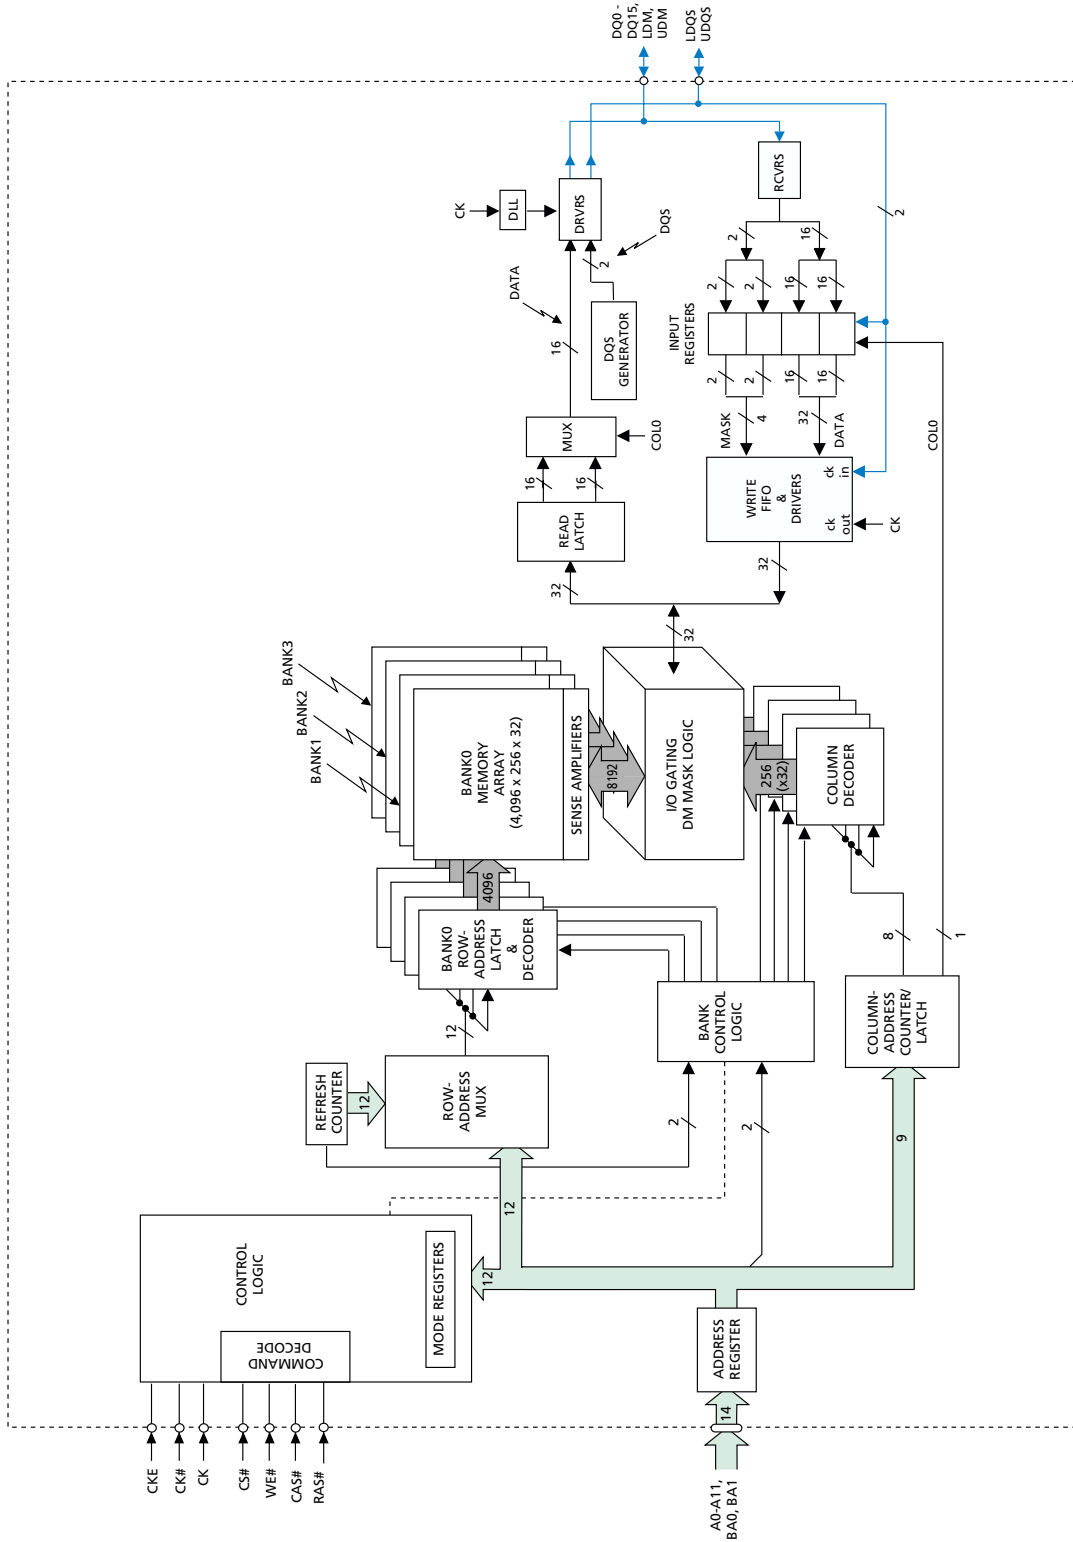 CKE
CK#
CK
CS#
WE#
CAS#
RAS#
CONTROL
LOGIC
COMMAND
DECODE
MODE REGISTERS
A0-A11,
BA0, BA1
14
ADDRESS
REGISTER
12
12
9
2
2
REFRESH
COUNTER
12
ROW-
ADDRESS
MUX
12
BANK0
ROW-
ADDRESS
LATCH
&
DECODER
4096
BANK
CONTROL
LOGIC
COLUMN-
ADDRESS
COUNTER/
LATCH
8
1
BANK3
BANK2
BANK1
BANK0
MEMORY
ARRAY
(4,096 x 256 x 32)
SENSE AMPLIFIERS
8192
I/O GATING
DM MASK LOGIC
256
(x32)
COLUMN
DECODER
32
32
32
READ
LATCH
16
16
MUX
COL0
DATA
16
DQS
GENERATOR
2
DQS
CK
DLL
DRVRS
WRITE
FIFO
&
DRIVERS
ck
out
ck
in
CK
MASK
4
32
DATA
COL0
2
2
16
16
INPUT
REGISTERS
2
2
16
16
2
16
RCVRS
2
DQ0 -
DQ15,
LDM,
UDM
LDQS
UDQS